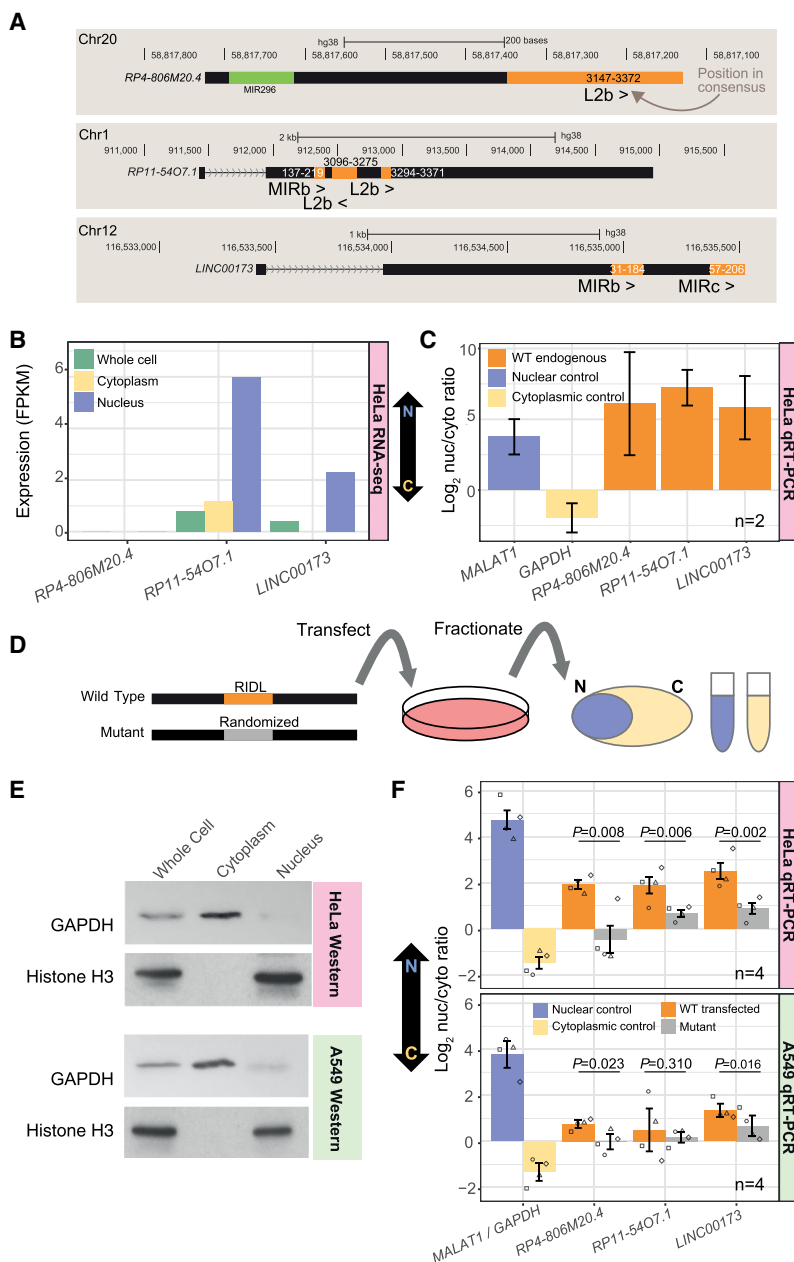 A
Chr20
hg38
200 bases
58,817,800
58,817,700
58,817,600
58,817,500
58,817,400
58,817,300
58,817,200
58,817,100
RP4-806M20.4
MIR296
3147-3372
L2b >
Position in
consensus
Chr1
2 kb
hg38
911,000
911,500
912,000
912,500
913,000
913,500
914,000
914,500
915,000
915,500
3096-3275
RP11-54O7.1
137-219
3294-3371
MIRb >
L2b >
L2b <
Chr12
1 kb
hg38
116,533,000
116,533,500
116,534,000
116,534,500
116,535,000
116,535,500
LINC00173
31-184
57-206
MIRb >
MIRc >
B
Expression (FPKM)
6
4
2
0
Whole cell
Cytoplasm
Nucleus
HeLa RNA-seq
RP4-806M20.4
RP11-54O7.1
LINC00173
N
C
C
Log2 nuc/cyto ratio
10
5
0
WT endogenous
Nuclear control
Cytoplasmic control
n=2
HeLa qRT-PCR
MALAT1
GAPDH
RP4-806M20.4
RP11-54O7.1
LINC00173
D
Transfect
Fractionate
RIDL
Wild Type
Randomized
Mutant
N
C
E
Whole Cell
Cytoplasm
Nucleus
GAPDH
Histone H3
HeLa Western
GAPDH
Histone H3
A549 Western
N
C
F
Log2 nuc/cyto ratio
6
4
2
0
−2
P=0.008
P=0.006
P=0.002
n=4
HeLa qRT-PCR
6
4
2
0
−2
Nuclear control
WT transfected
Cytoplasmic control
Mutant
P=0.023
P=0.310
P=0.016
n=4
A549 qRT-PCR
MALAT1 / GAPDH
RP4-806M20.4
RP11-54O7.1
LINC00173